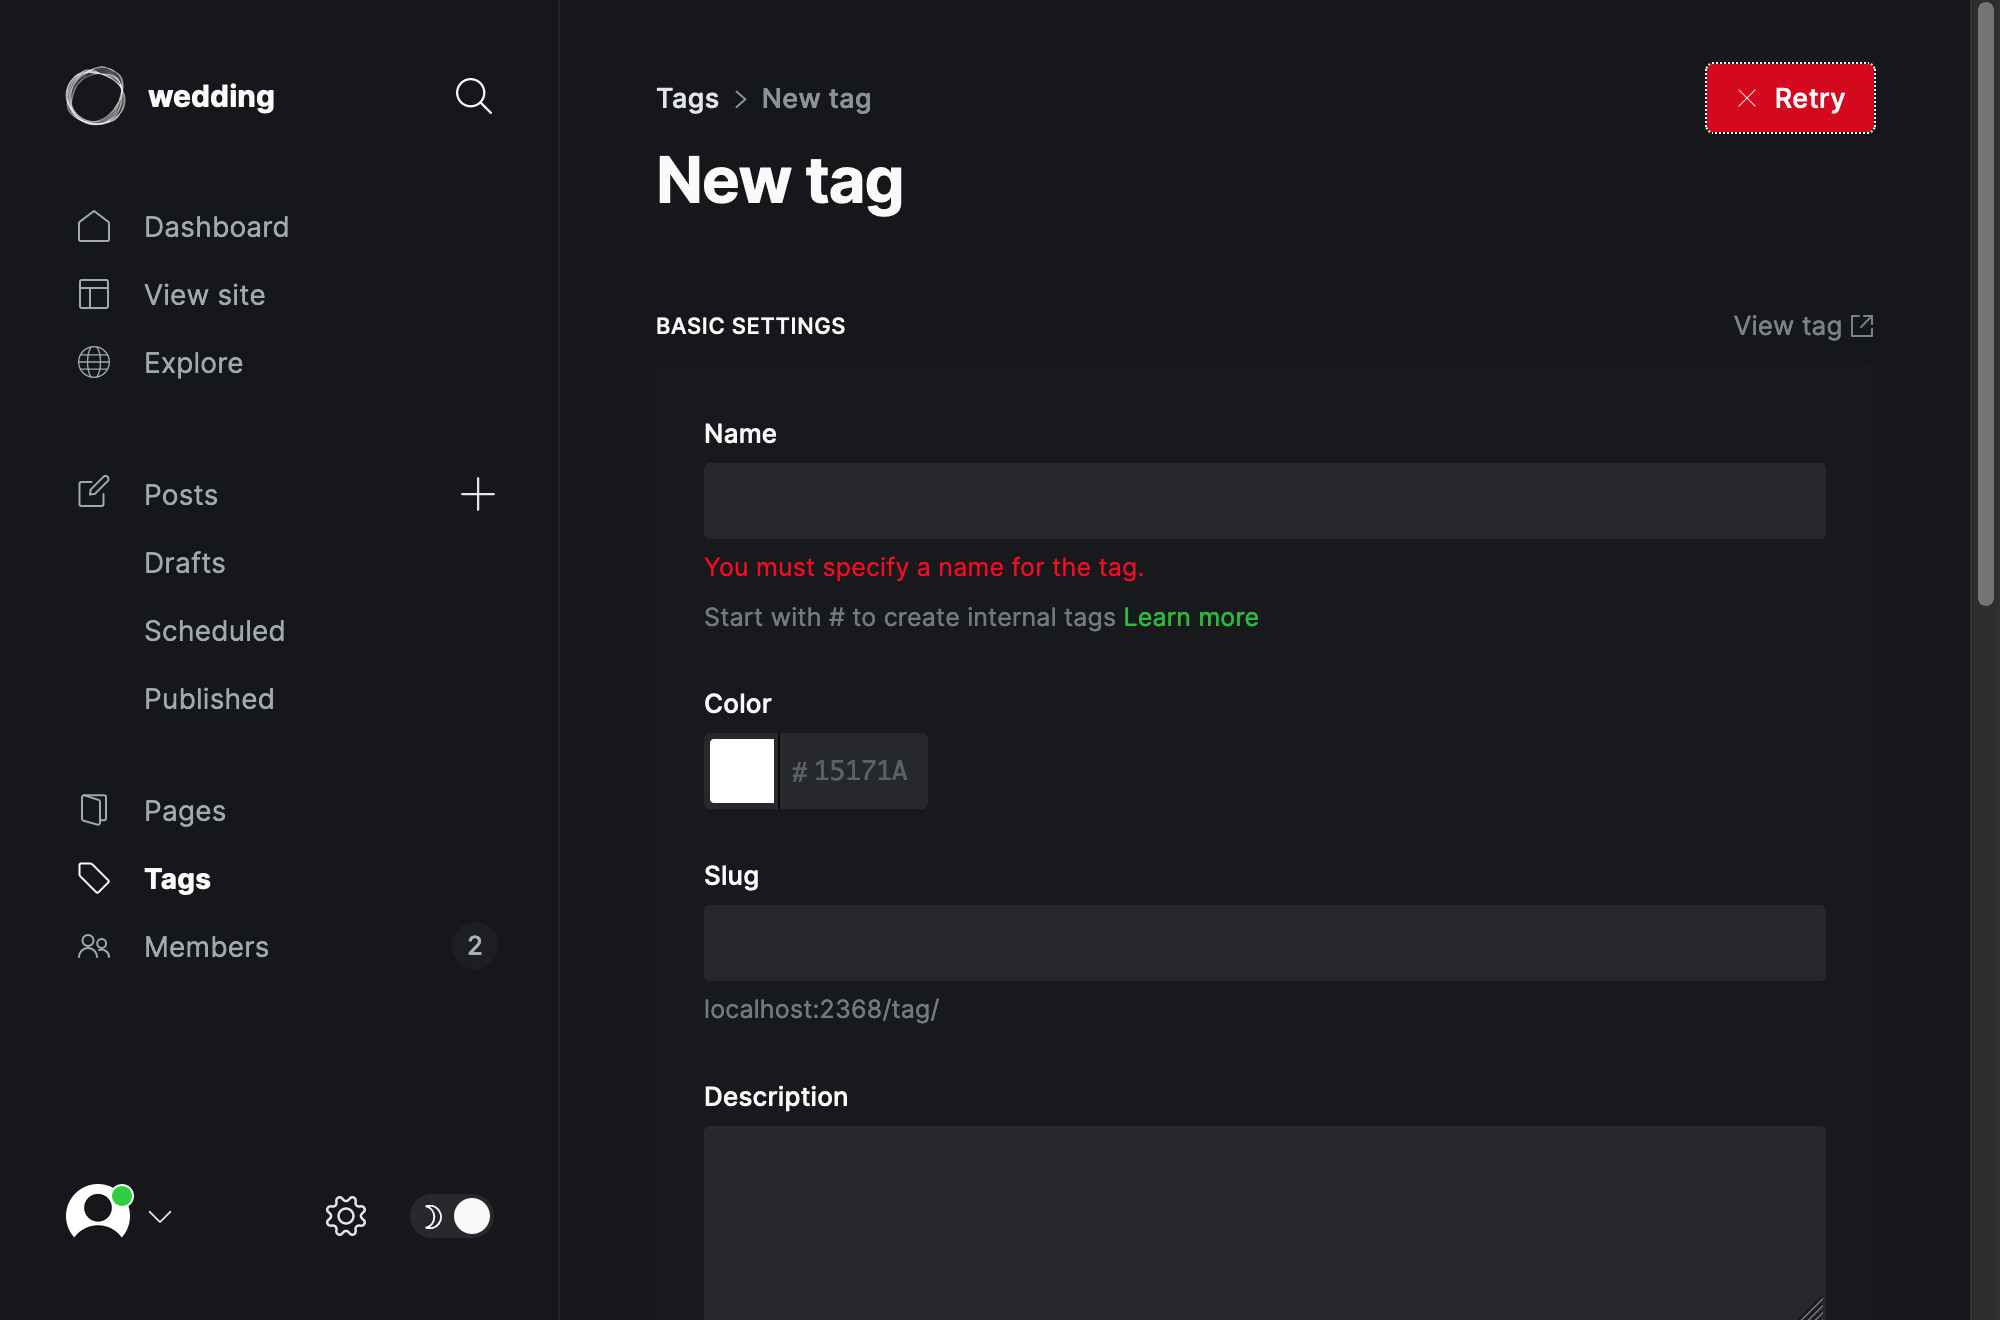 wedding
Dashboard
View site
Explore
Posts
Drafts
Scheduled
Published
Pages
Tags
Members 2
Tags > New tag
Retry
New tag
BASIC SETTINGS
View tag
Name
You must specify a name for the tag.
Start with # to create internal tags Learn more
Color
# 15171A
Slug
localhost:2368/tag/
Description